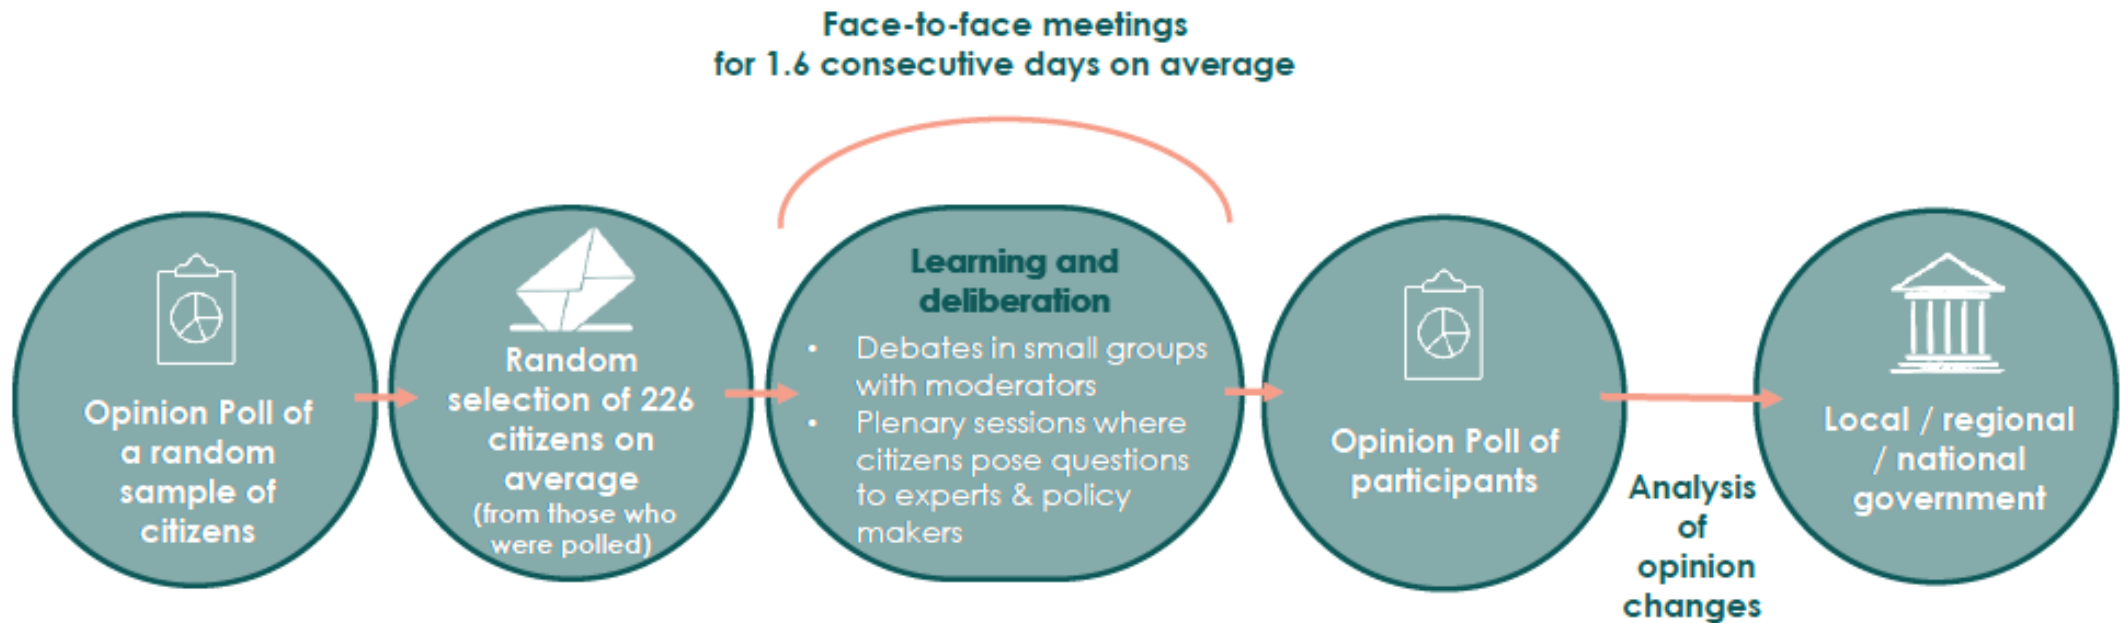 Face-to-face meetings
for 1.6 consecutive days on average
Opinion Poll of
a random
sample of
citizens
Random
selection of 226
citizens on
average
(from those who
were polled)
Learning and
deliberation
• Debates in small groups
with moderators
• Plenary sessions where
citizens pose questions
to experts & policy
makers
Opinion Poll of
participants
Analysis
of
opinion
changes
Local / regional
/ national
government